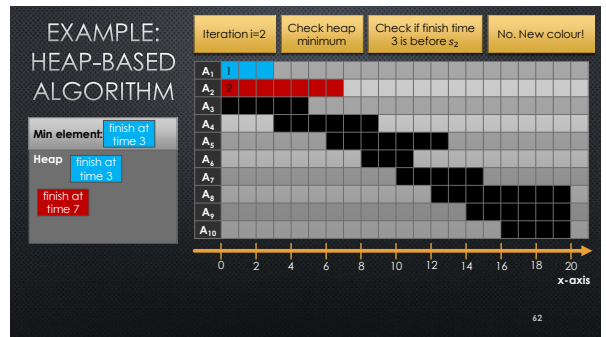 EXAMPLE:
HEAP-BASED
ALGORITHM
Iteration i=2
Check heap
minimum
Check if finish time
3 is before s₂
No. New colour!
Min element:
finish at
time 3
Heap
finish at
time 3
finish at
time 7
A₁ 1
A₂ 2
A₃
A₄
A₅
A₆
A₇
A₈
A₉
A₁₀
0 2 4 6 8 10 12 14 16 18 20
x-axis
62